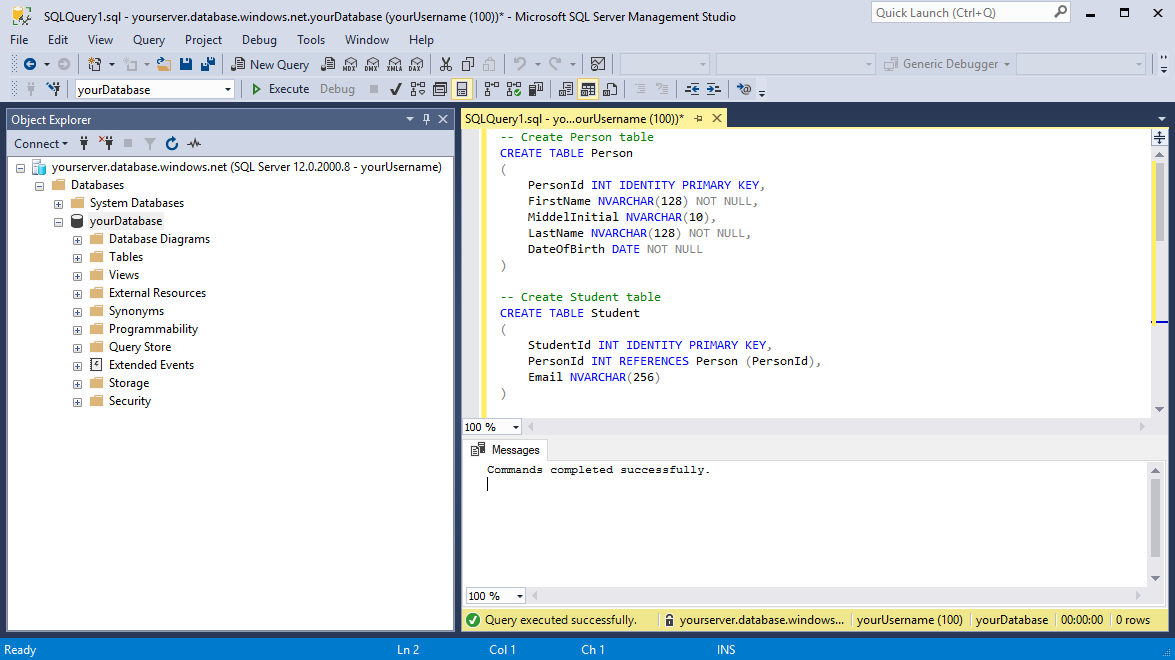 SQLQuery1.sql - yourserver.database.windows.net.yourDatabase (yourUsername (100))* - Microsoft SQL Server Management Studio
Quick Launch (Ctrl+Q)
File Edit View Query Project Debug Tools Window Help
New Query MDX DMX XMLA DAX Generic Debugger
yourDatabase Execute Debug
Object Explorer
Connect
yourserver.database.windows.net (SQL Server 12.0.2000.8 - yourUsername)
Databases
System Databases
yourDatabase
Database Diagrams
Tables
Views
External Resources
Synonyms
Programmability
Query Store
Extended Events
Storage
Security
SQLQuery1.sql - yo...ourUsername (100))*
-- Create Person table
CREATE TABLE Person
(
PersonId INT IDENTITY PRIMARY KEY,
FirstName NVARCHAR(128) NOT NULL,
MiddelInitial NVARCHAR(10),
LastName NVARCHAR(128) NOT NULL,
DateOfBirth DATE NOT NULL
)
-- Create Student table
CREATE TABLE Student
(
StudentId INT IDENTITY PRIMARY KEY,
PersonId INT REFERENCES Person (PersonId),
Email NVARCHAR(256)
)
100 %
Messages
Commands completed successfully.
100 %
Query executed successfully. yourserver.database.windows... yourUsername (100) yourDatabase 00:00:00 0 rows
Ready Ln 2 Col 1 Ch 1 INS